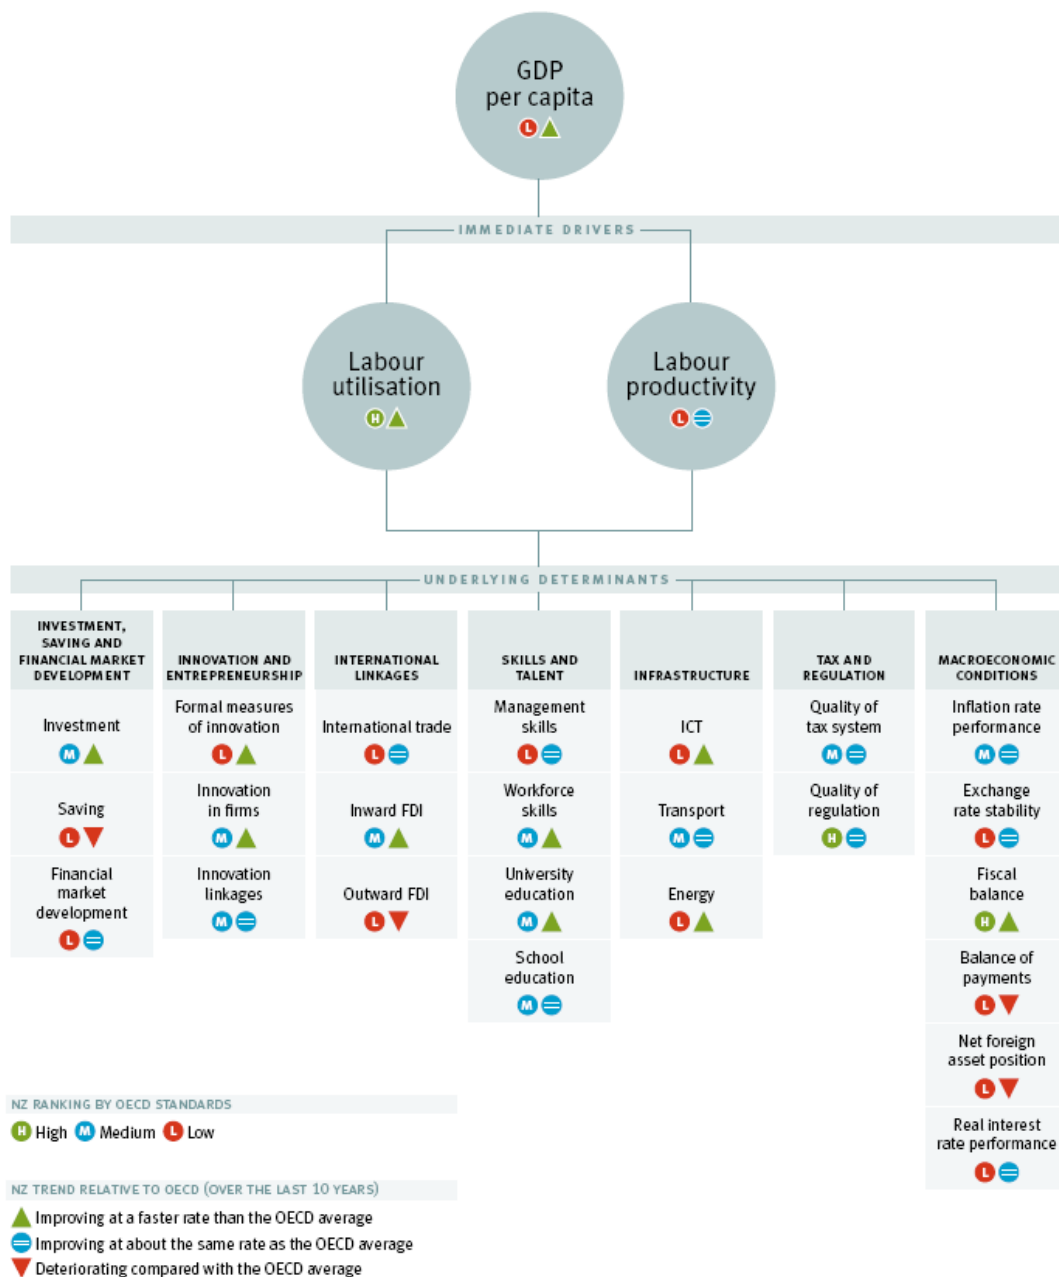 GDP
per capita
L
IMMEDIATE DRIVERS
Labour
utilisation
H
Labour
productivity
L
UNDERLYING DETERMINANTS
INVESTMENT,
SAVING AND
FINANCIAL MARKET
DEVELOPMENT
Investment
M
Saving
L
Financial
market
development
L
INNOVATION AND
ENTREPRENEURSHIP
Formal measures
of innovation
L
Innovation
in firms
M
Innovation
linkages
M
INTERNATIONAL
LINKAGES
International trade
L
Inward FDI
M
Outward FDI
L
SKILLS AND
TALENT
Management
skills
L
Workforce
skills
M
University
education
M
School
education
M
INFRASTRUCTURE
ICT
L
Transport
M
Energy
L
TAX AND
REGULATION
Quality of
tax system
M
Quality of
regulation
H
MACROECONOMIC
CONDITIONS
Inflation rate
performance
M
Exchange
rate stability
L
Fiscal
balance
H
Balance of
payments
L
Net foreign
asset position
L
Real interest
rate performance
L
NZ RANKING BY OECD STANDARDS
H High M Medium L Low
NZ TREND RELATIVE TO OECD (OVER THE LAST 10 YEARS)
Improving at a faster rate than the OECD average
Improving at about the same rate as the OECD average
Deteriorating compared with the OECD average